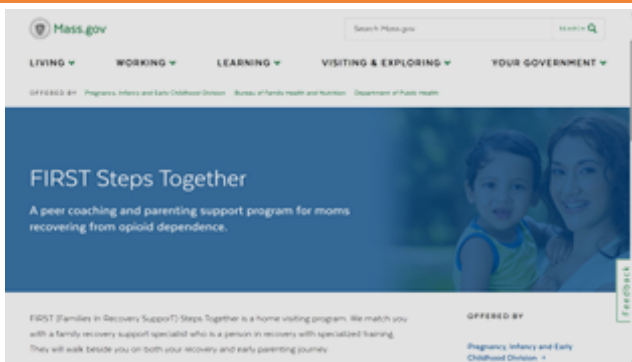 Mass.gov
Search Mass.gov
SEARCH
LIVING
WORKING
LEARNING
VISITING & EXPLORING
YOUR GOVERNMENT
OFFERED BY Pregnancy, Infancy and Early Childhood Division Bureau of Family Health and Nutrition Department of Public Health
FIRST Steps Together
A peer coaching and parenting support program for moms
recovering from opioid dependence.
Feedback
FIRST (Families In Recovery SupporT) Steps Together is a home visiting program. We match you
with a family recovery support specialist who is a person in recovery with specialized training.
They will walk beside you on both your recovery and early parenting journey.
OFFERED BY
Pregnancy, Infancy and Early
Childhood Division